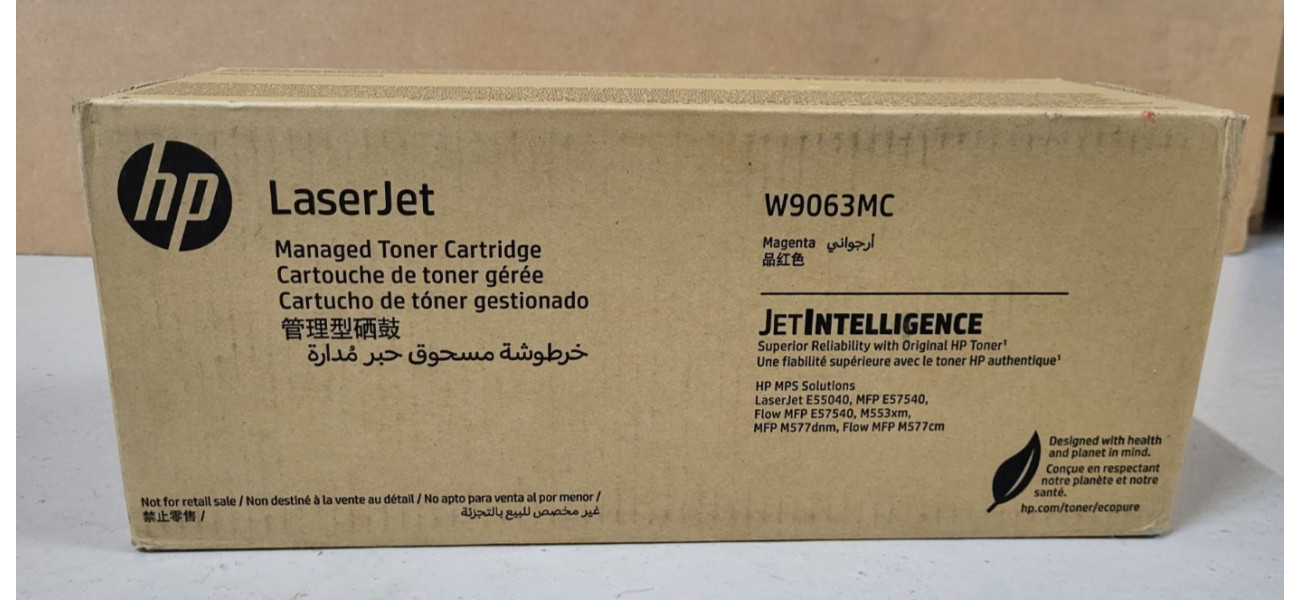 hp
LaserJet
Managed Toner Cartridge
Cartouche de toner gérée
Cartucho de tóner gestionado
管理型硒鼓
خرطوشة مسحوق حبر مُدارة
Not for retail sale / Non destiné à la vente au détail / No apto para venta al por menor /
禁止零售 / غير مخصص للبيع بالتجزئة
W9063MC
Magenta أرجواني
品红色
JETINTELLIGENCE
Superior Reliability with Original HP Toner¹
Une fiabilité supérieure avec le toner HP authentique¹
HP MPS Solutions
LaserJet E55040, MFP E57540,
Flow MFP E57540, M553xm,
MFP M577dnm, Flow MFP M577cm
Designed with health
and planet in mind.
Conçue en respectant
notre planète et notre
santé.
hp.com/toner/ecopure